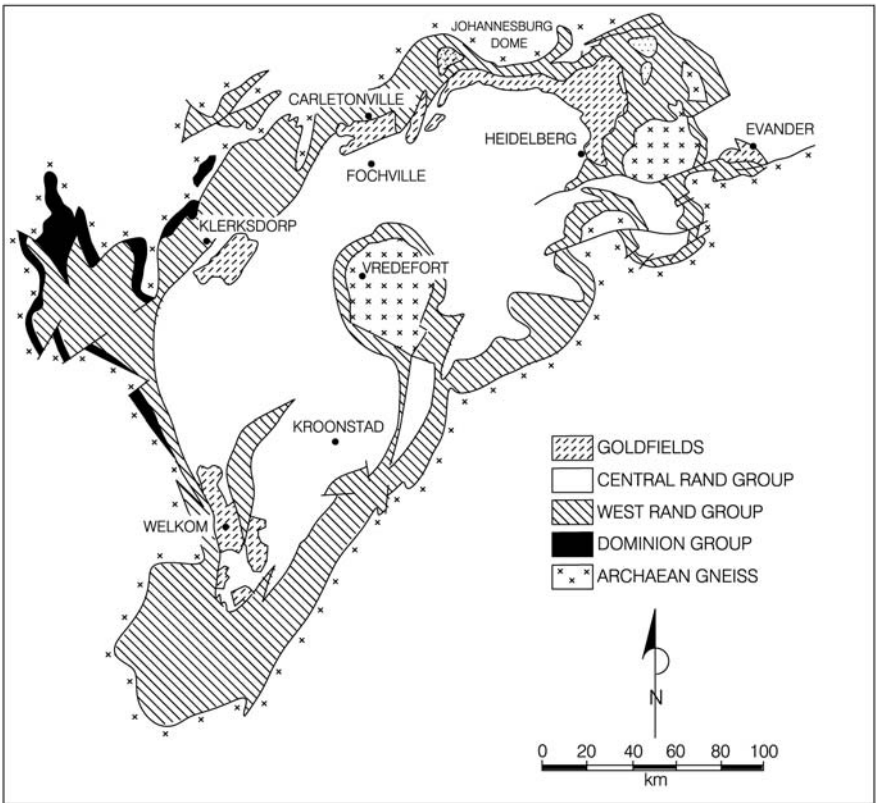 JOHANNESBURG
DOME
CARLETONVILLE
EVANDER
HEIDELBERG
FOCHVILLE
KLERKSDORP
VREDEFORT
KROONSTAD
WELKOM
GOLDFIELDS
CENTRAL RAND GROUP
WEST RAND GROUP
DOMINION GROUP
ARCHAEAN GNEISS
N
0 20 40 60 80 100
km